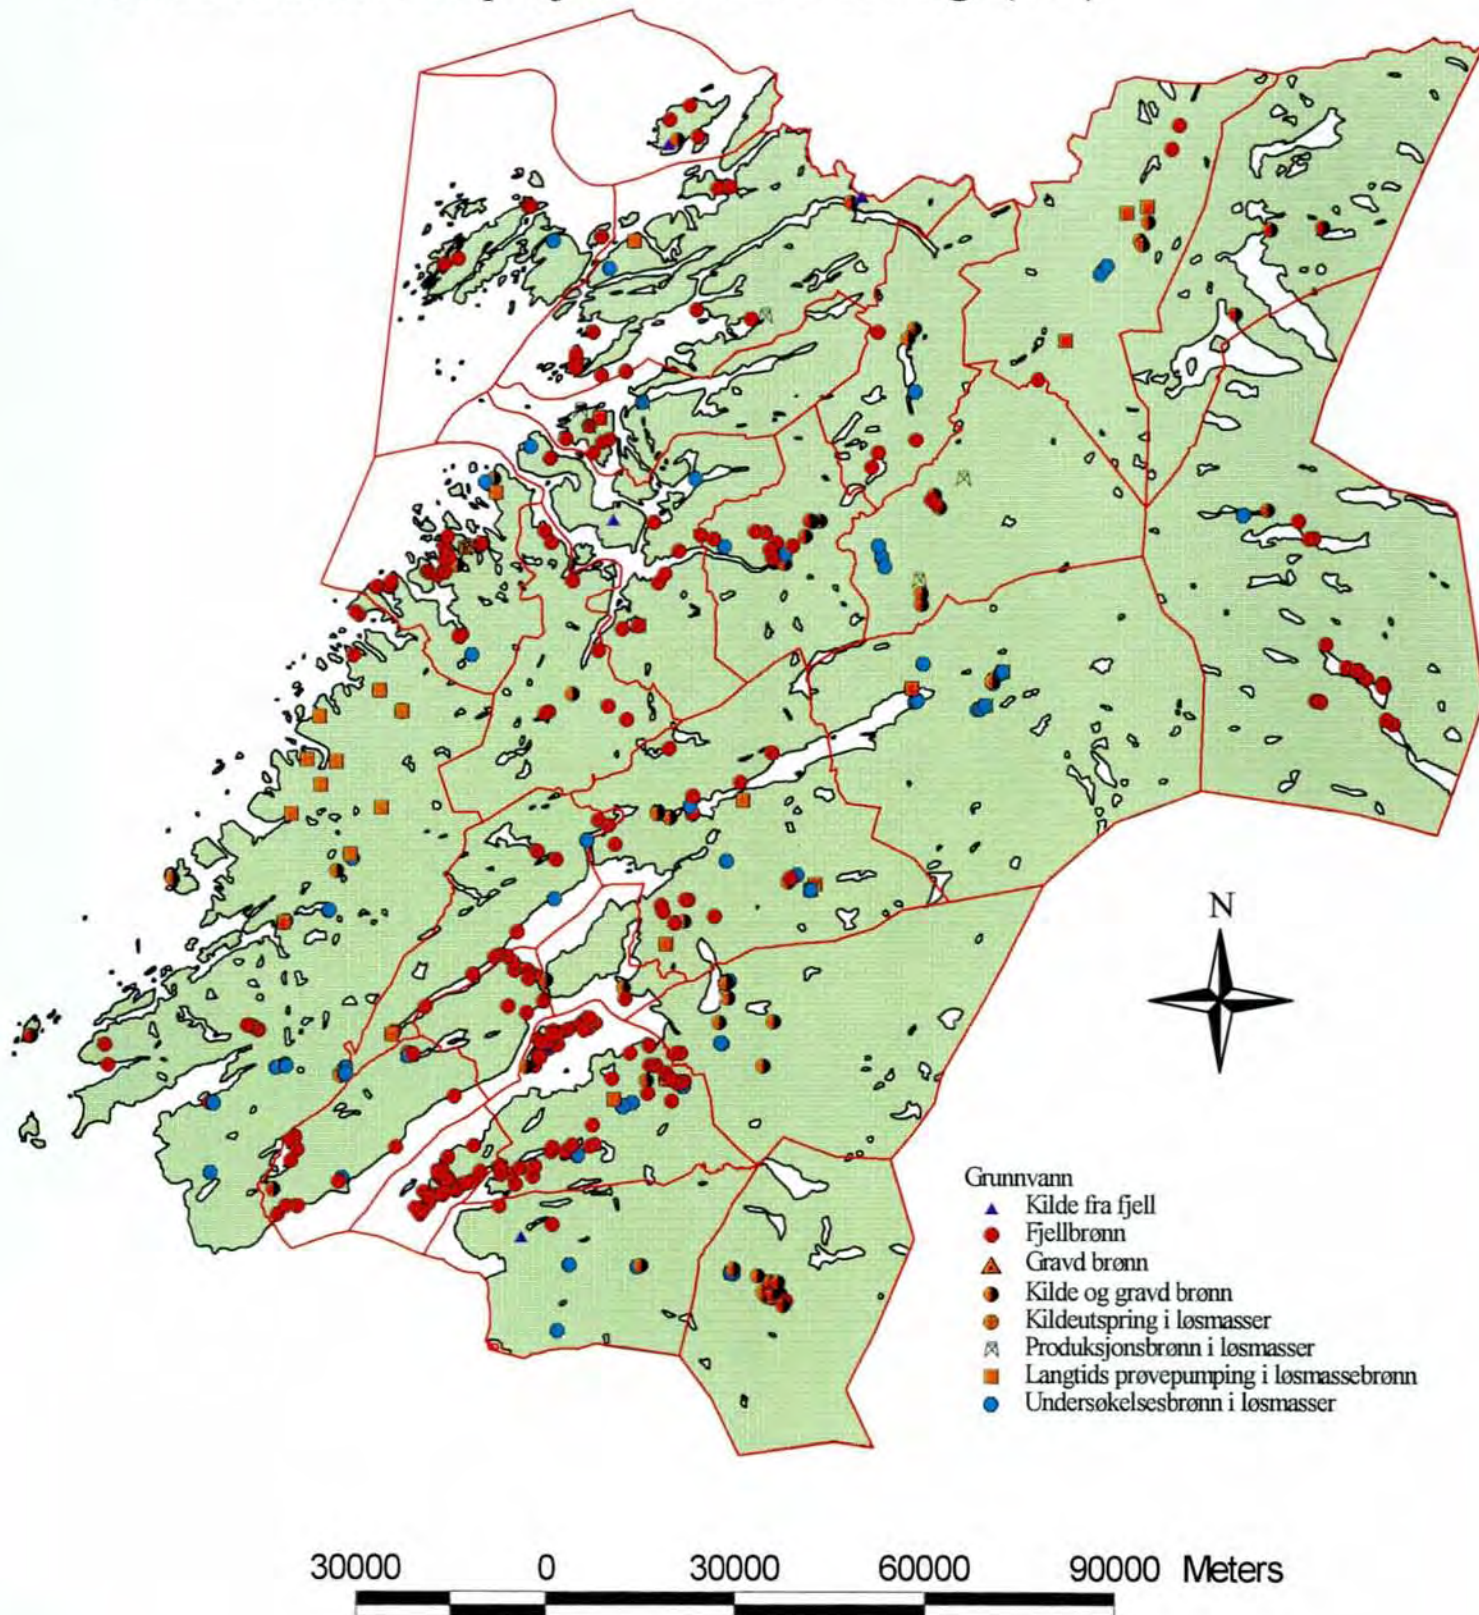 N
Grunnvann
Kilde fra fjell
Fjellbrønn
Gravd brønn
Kilde og gravd brønn
Kildeutspring i løsmasser
Produksjonsbrønn i løsmasser
Langtids prøvepumping i løsmassebrønn
Undersøkelsesbrønn i løsmasser
30000 0 30000 60000 90000 Meters